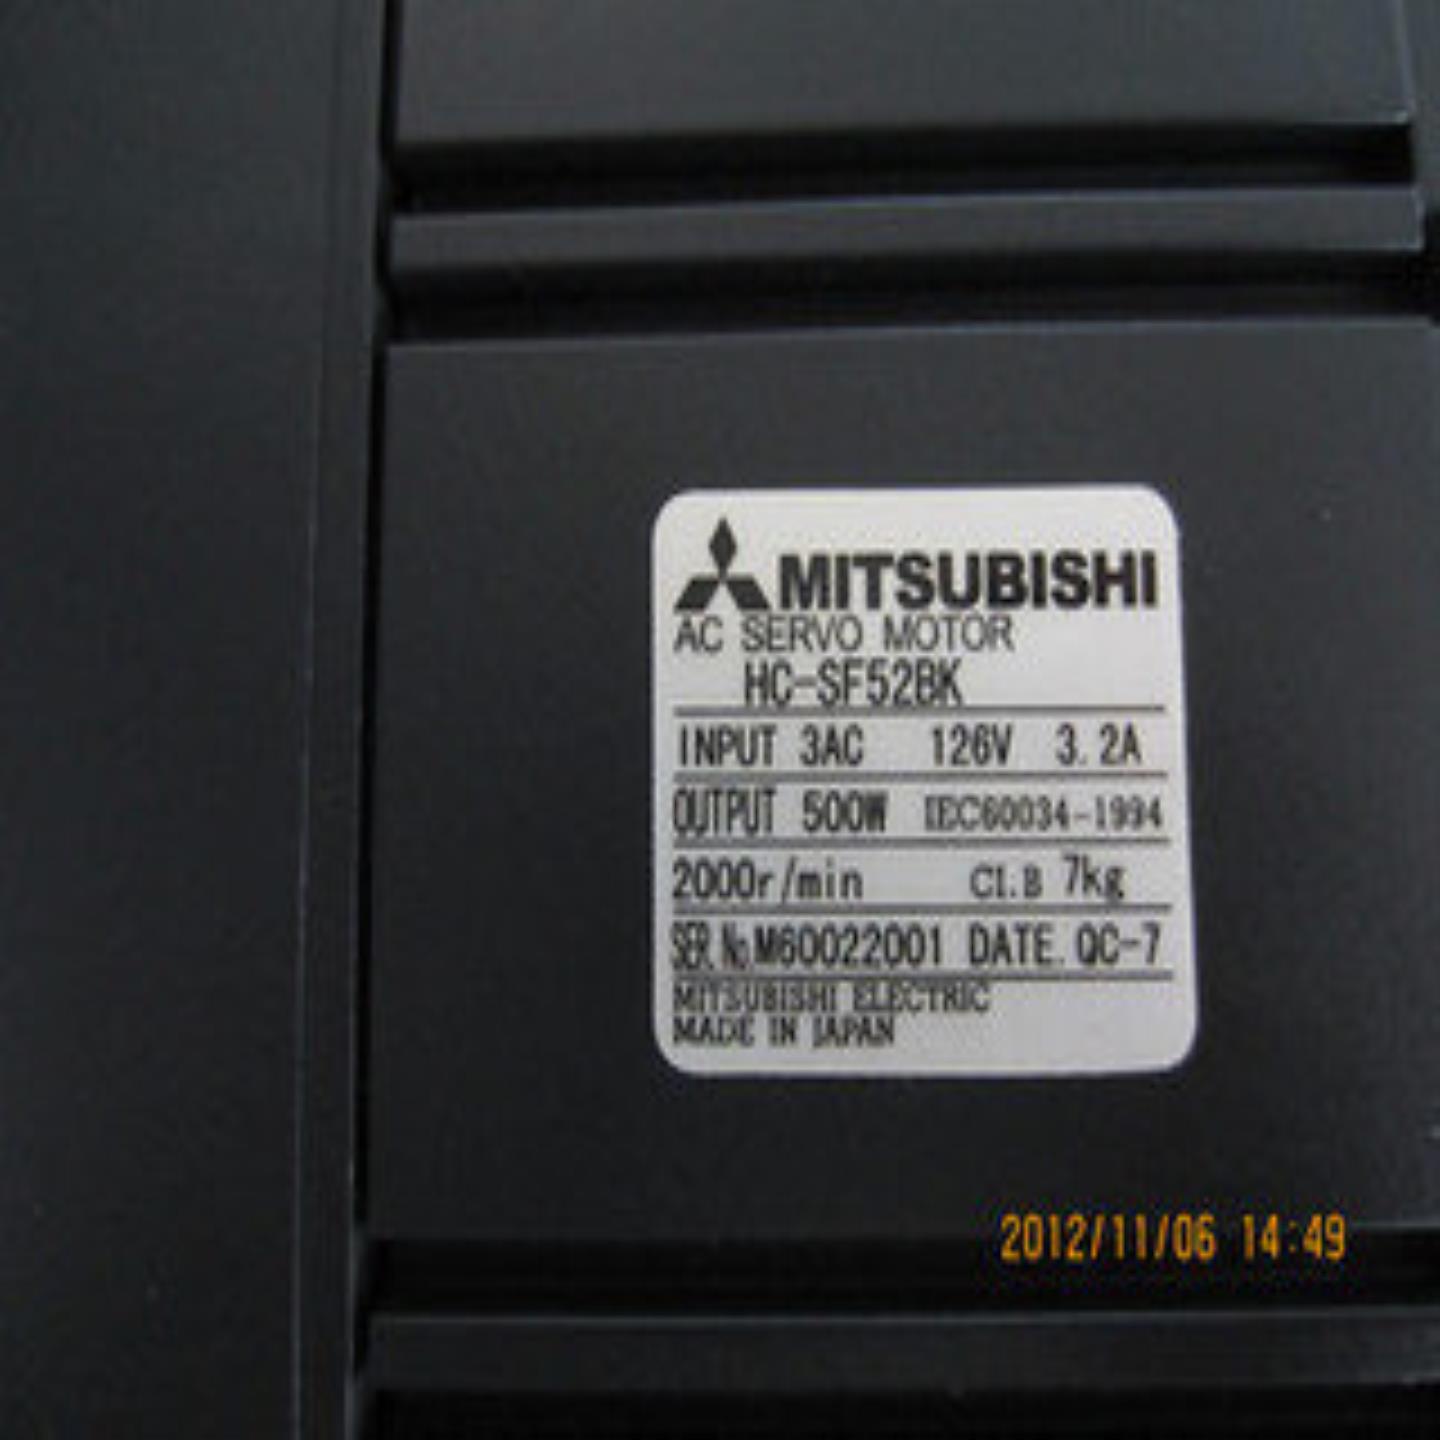 MITSUBISHI
AC SERVO MOTOR
HC-SF52BK
INPUT 3AC 126V 3.2A
OUTPUT 500W IEC60034-1994
2000r/min CI.B 7kg
SER.No M60022001 DATE. QC-7
MITSUBISHI ELECTRIC
MADE IN JAPAN
2012/11/06 14:49